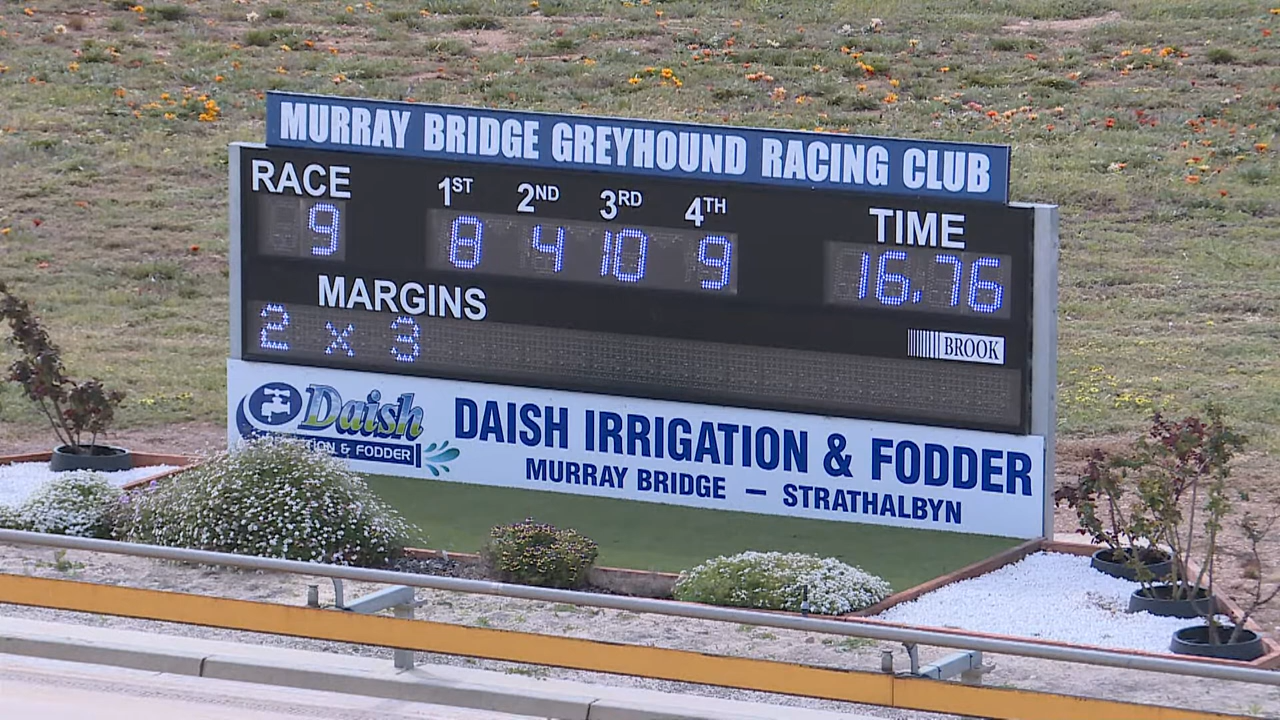 MURRAY BRIDGE GREYHOUND RACING CLUB
RACE 1ST 2ND 3RD 4TH TIME
9 8 4 10 9 16.76
MARGINS
2 x 3
BROOK
Daish
& FODDER
DAISH IRRIGATION & FODDER
MURRAY BRIDGE – STRATHALBYN